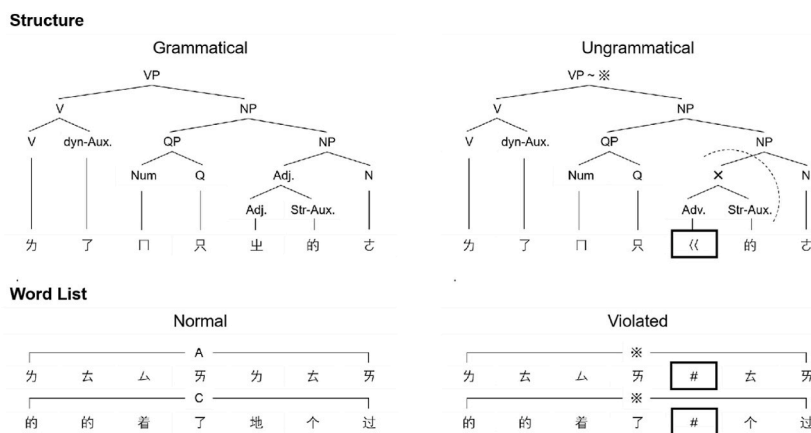 Structure
Grammatical
Ungrammatical
VP
VP ~ ※
V NP
V NP
V dyn-Aux. QP NP
V dyn-Aux. QP NP
Num Q Adj. N
Num Q × N
Adj. Str-Aux.
Adv. Str-Aux.
ㄌ 了 ㄇ 只 ㄓ 的 ㄜ
ㄌ 了 ㄇ 只 ㄍ 的 ㄜ
Word List
Normal
Violated
A
※
ㄌ ㄊ ㄙ ㄞ ㄌ ㄊ ㄞ
ㄌ ㄊ ㄙ ㄞ # ㄊ ㄞ
C
※
的 的 着 了 地 个 过
的 的 着 了 # 个 过